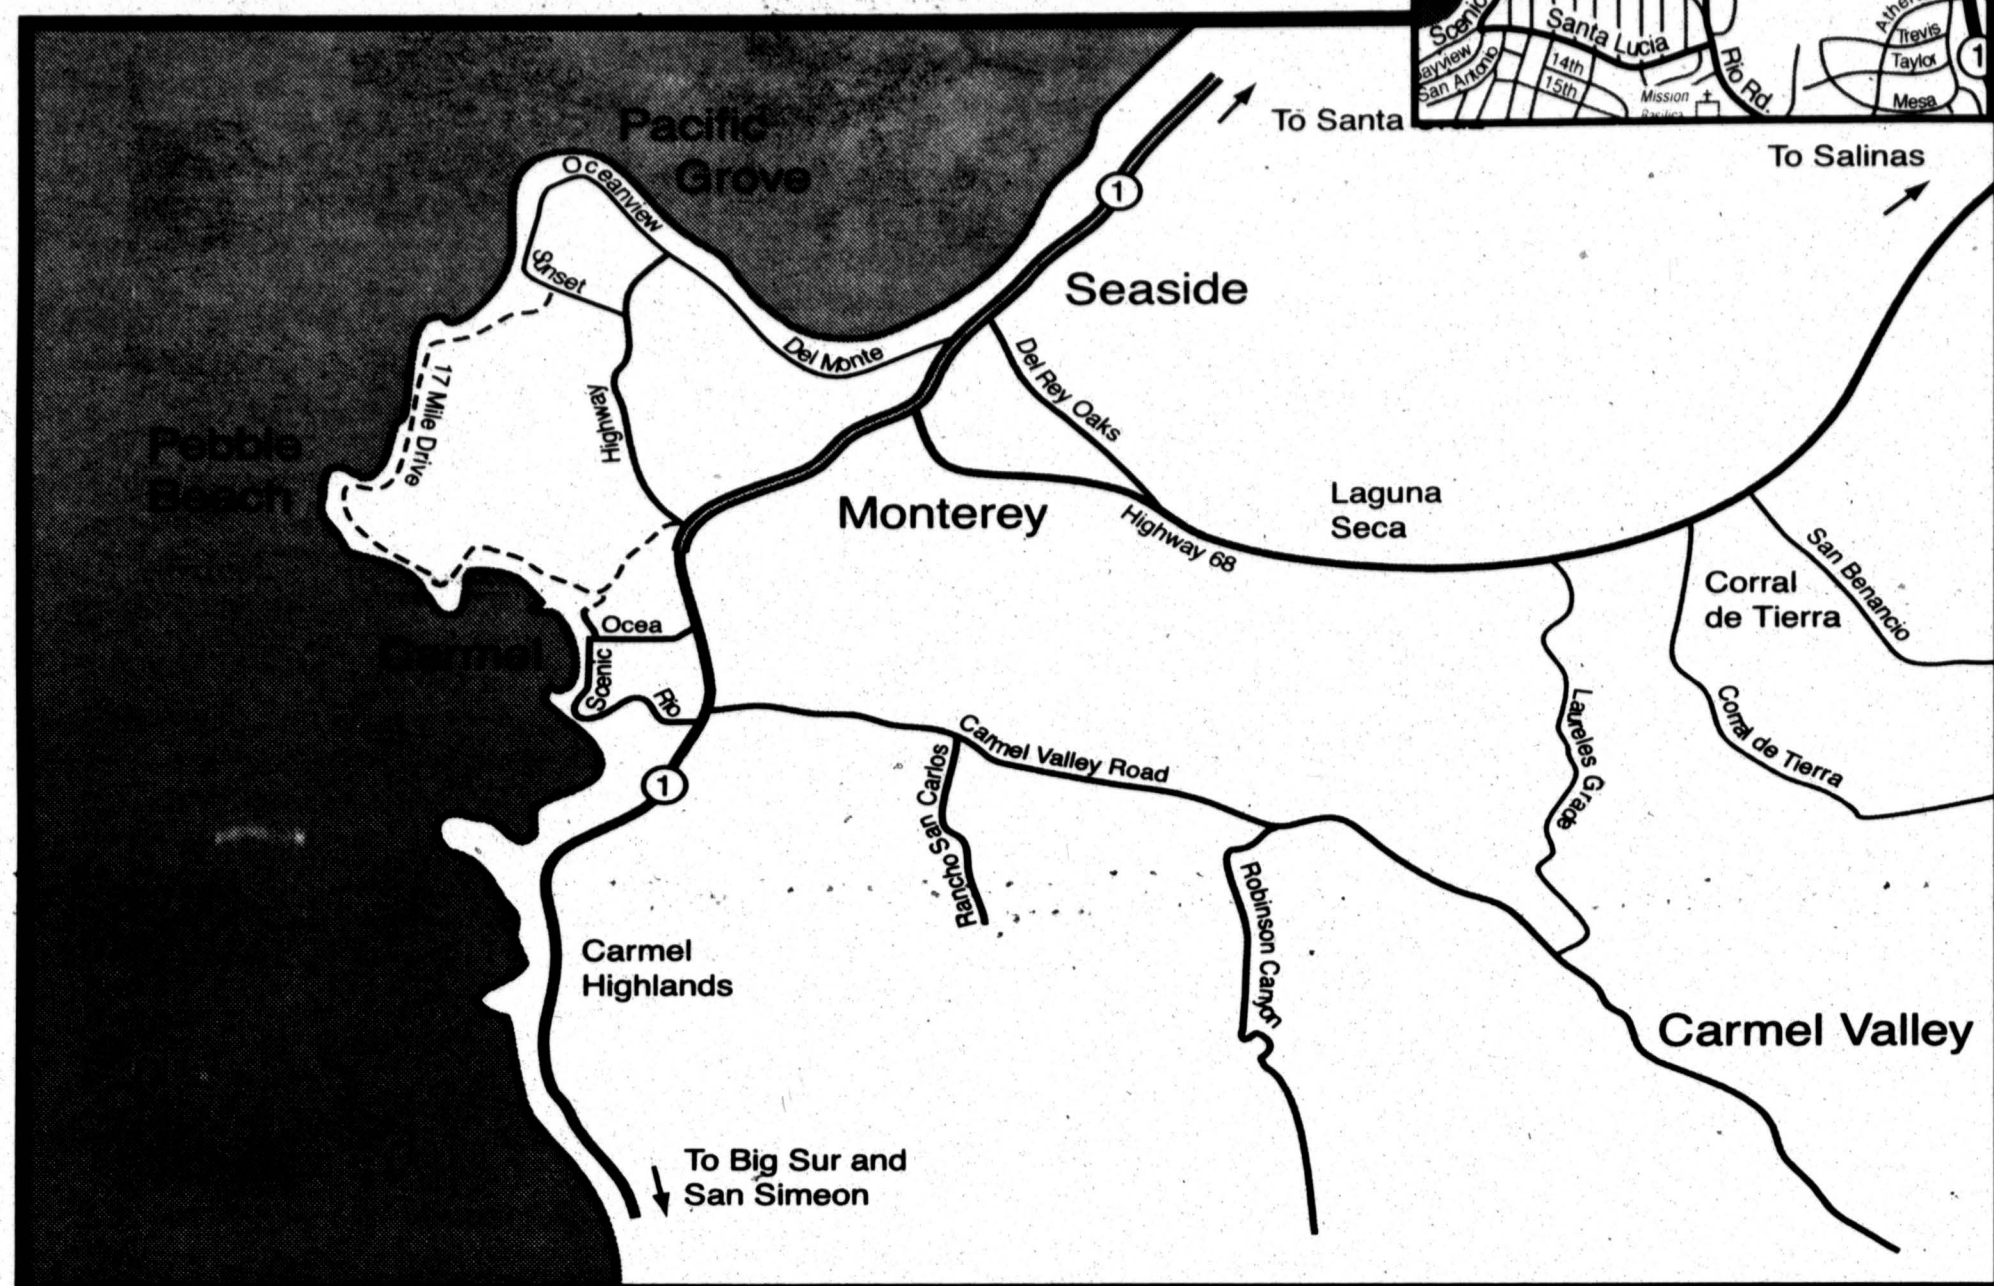 Scenic
Santa Lucia
ayview
San Antonio
14th
15th
Mission
Rio Rd.
Trevis
Taylor
Mesa
1
To Santa
To Salinas
Pacific
Grove
Oceanview
1
Sunset
Seaside
Del Monte
Del Rey Oaks
17 Mile Drive
Highway
Pebble
Beach
Monterey
Highway 68
Laguna
Seca
San Benancio
Corral
de Tierra
Ocea
Carmel
Scenic
Rio
Laureles Grade
Corral de Tierra
Carmel Valley Road
Rancho San Carlos
1
Robinson Canyon
Carmel
Highlands
Carmel Valley
To Big Sur and
San Simeon